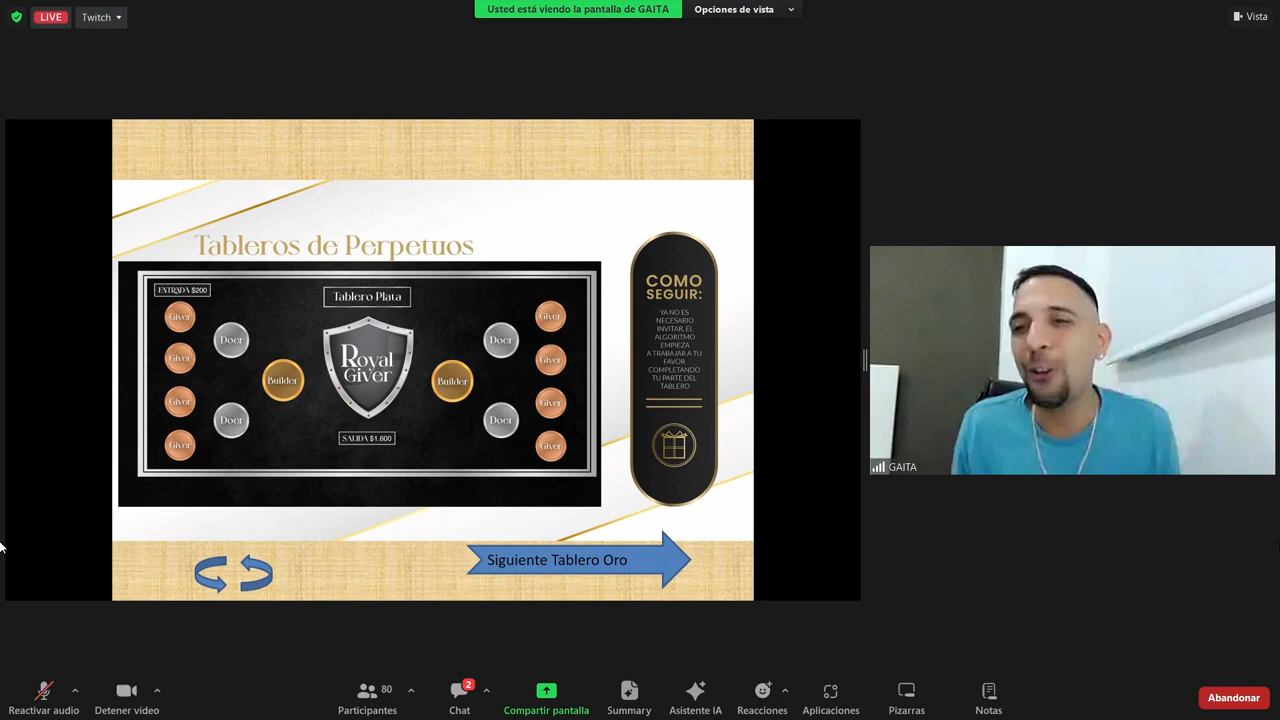 LIVE
Twitch
Usted está viendo la pantalla de GAITA
Opciones de vista
Vista
Tableros de Perpetuos
ENTRADA $200
Tablero Plata
Giver
Giver
Giver
Giver
Doer
Doer
Builder
Royal
Giver
Builder
Doer
Doer
Giver
Giver
Giver
Giver
SALIDA $1.600
COMO
SEGUIR:
YA NO ES
NECESARIO
INVITAR, EL
ALGORITMO
EMPIEZA
A TRABAJAR A TU
FAVOR
COMPLETANDO
TU PARTE DEL
TABLERO
Siguiente Tablero Oro
GAITA
Reactivar audio
Detener vídeo
80
Participantes
2
Chat
Compartir pantalla
Summary
Asistente IA
Reacciones
Aplicaciones
Pizarras
Notas
Abandonar